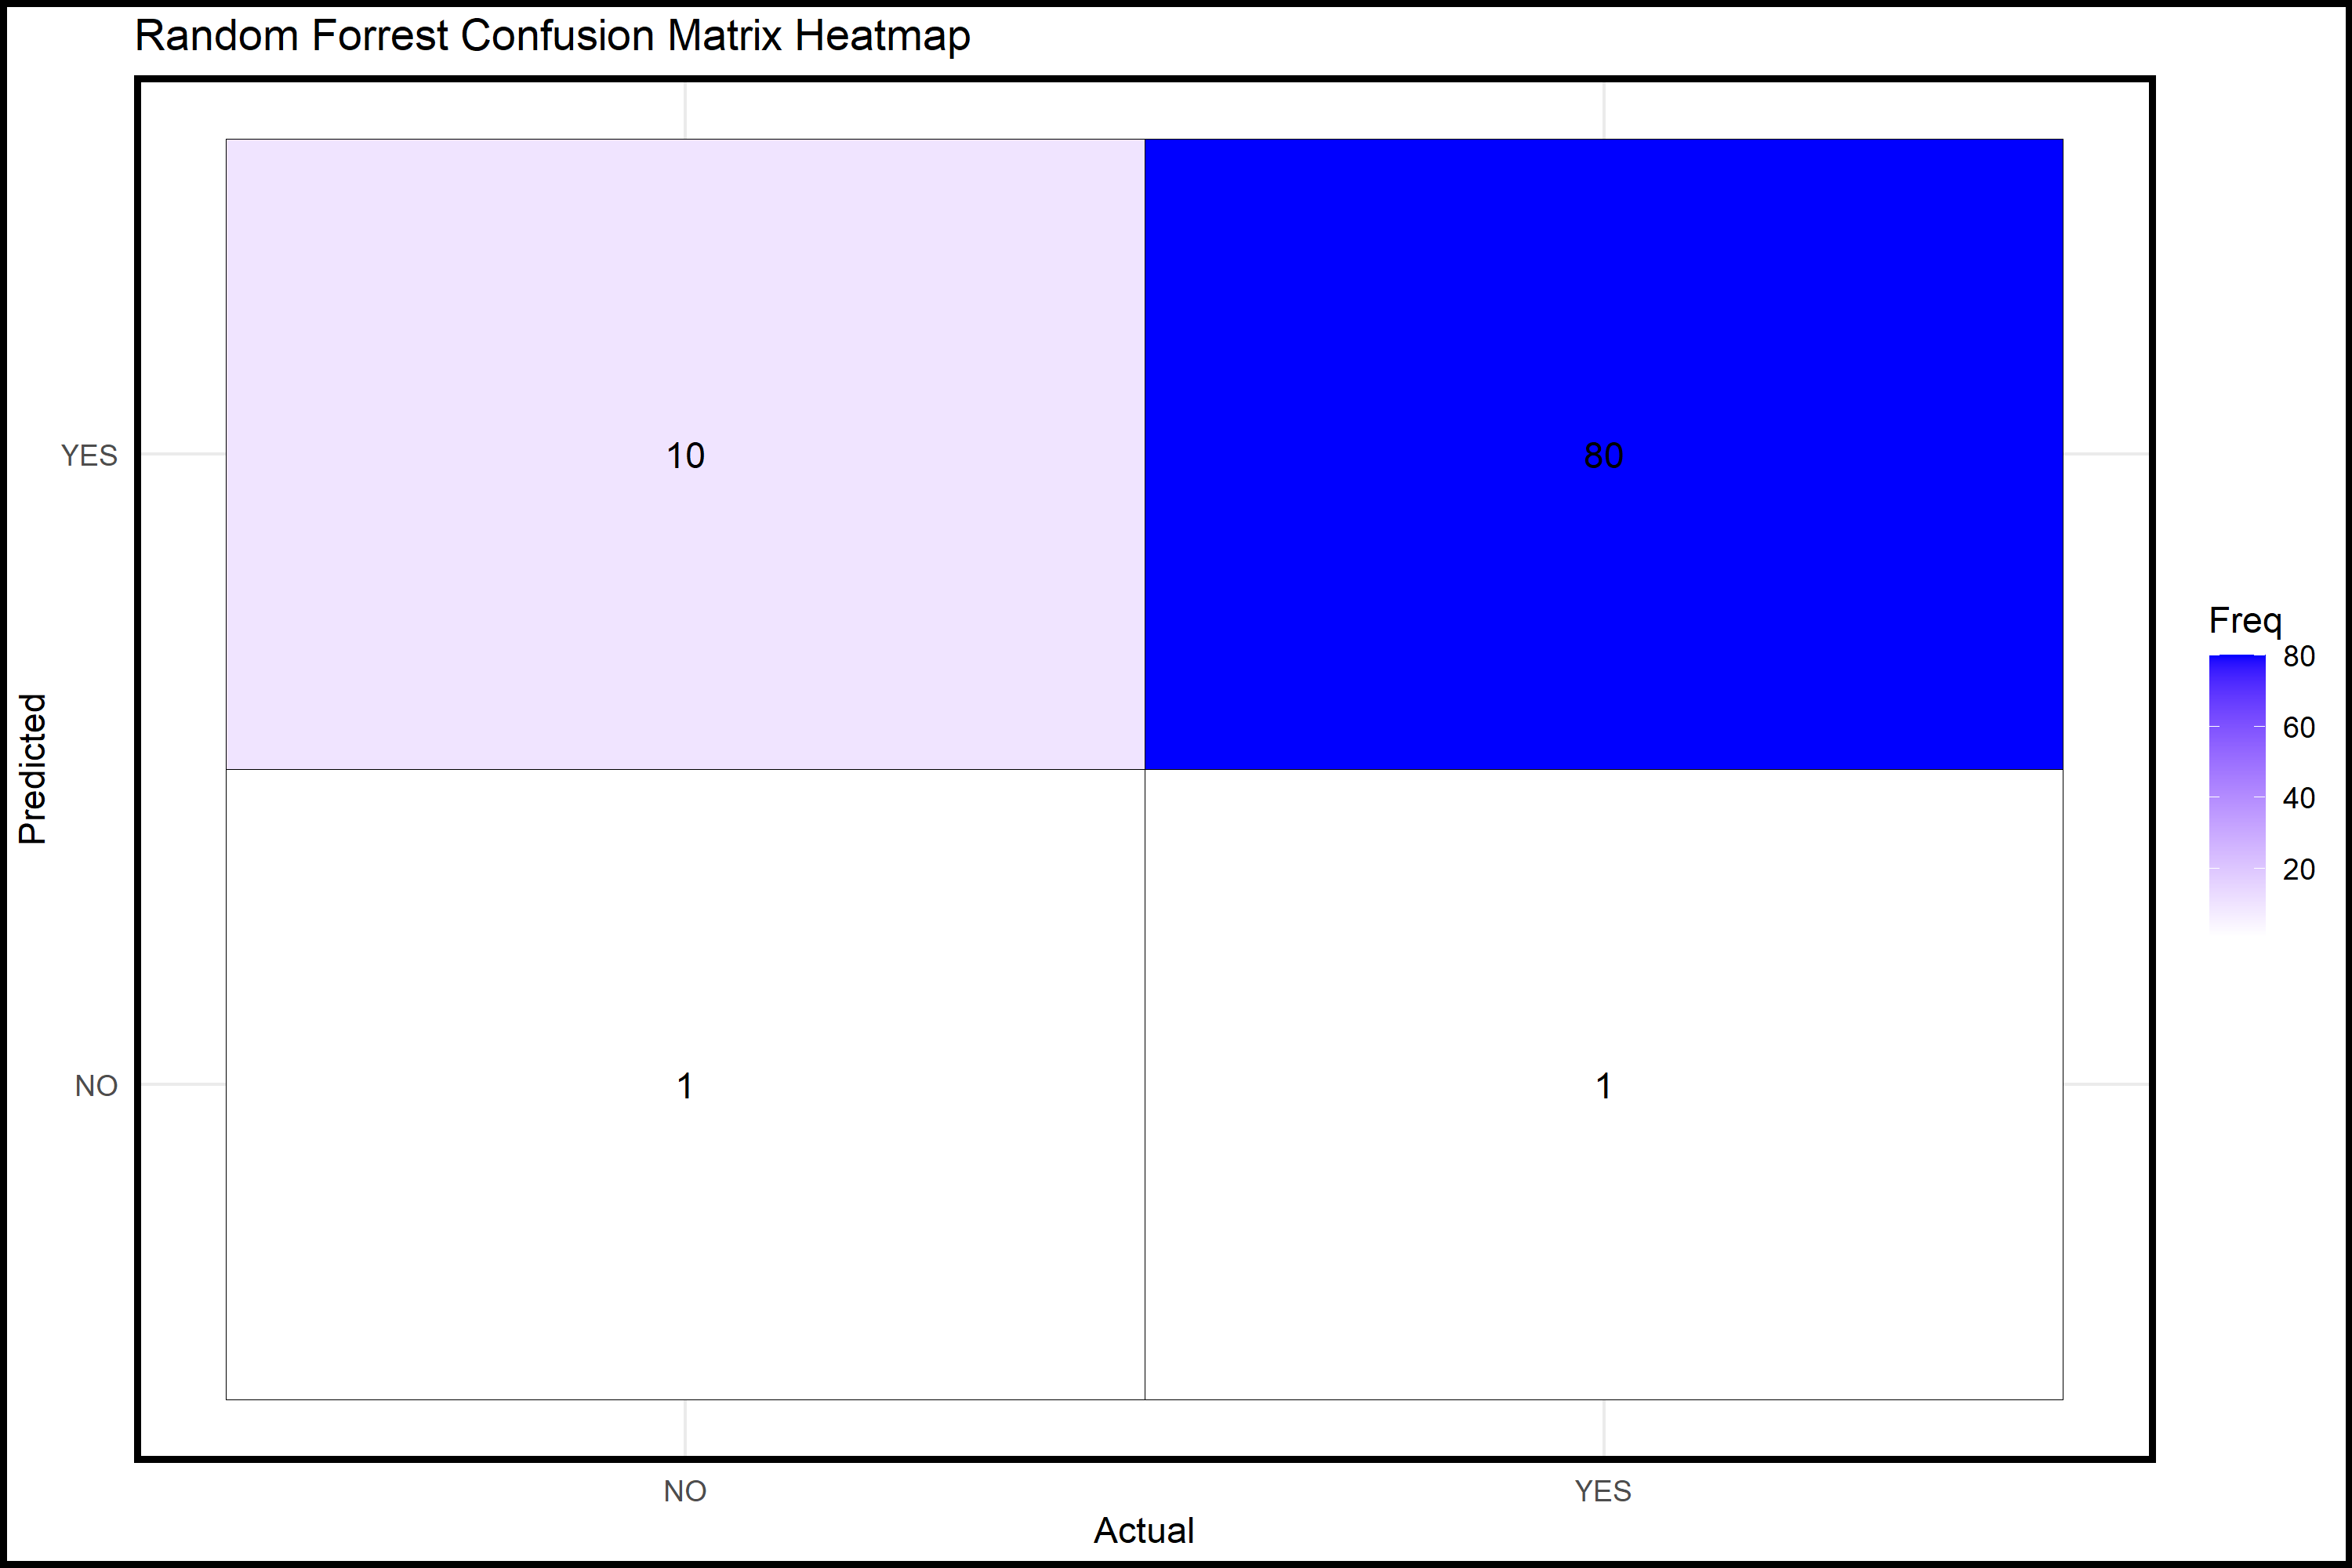 Random Forrest Confusion Matrix Heatmap
Predicted
YES
NO
10
80
1
1
NO
YES
Actual
Freq
80
60
40
20